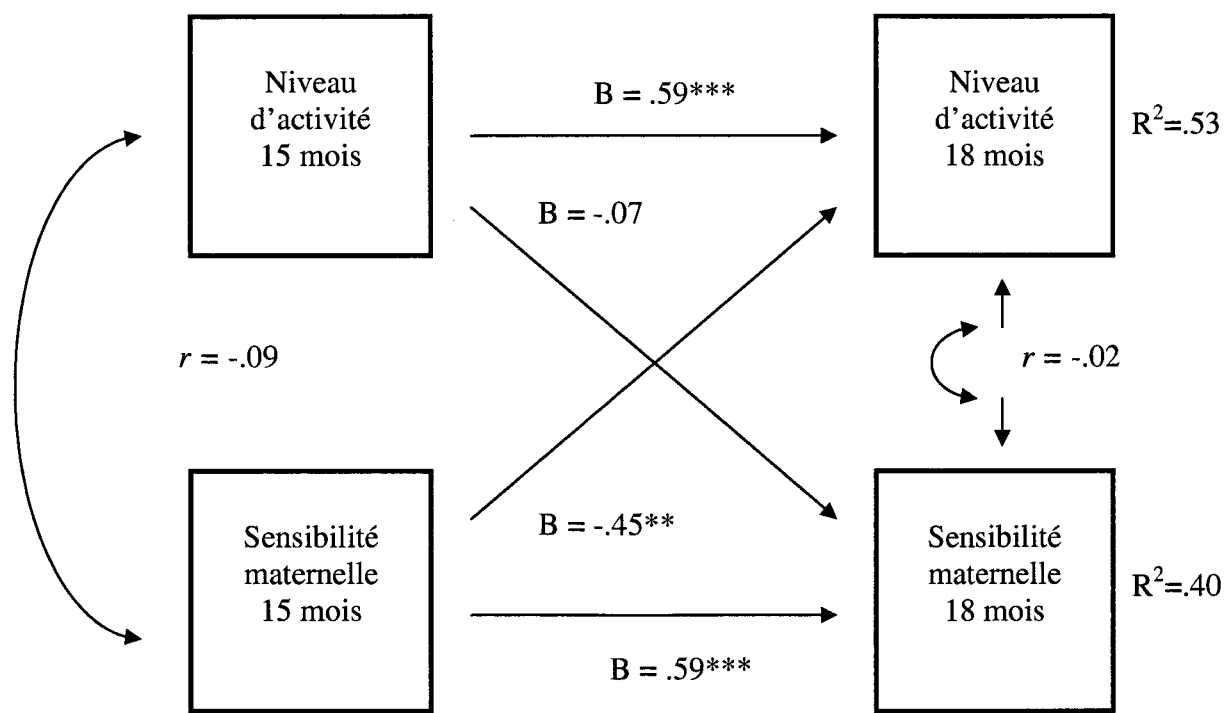 Niveau
d'activité
15 mois
B = .59***
Niveau
d'activité
18 mois
R²=.53
B = -.07
r = -.09
r = -.02
Sensibilité
maternelle
15 mois
B = -.45**
B = .59***
Sensibilité
maternelle
18 mois
R²=.40